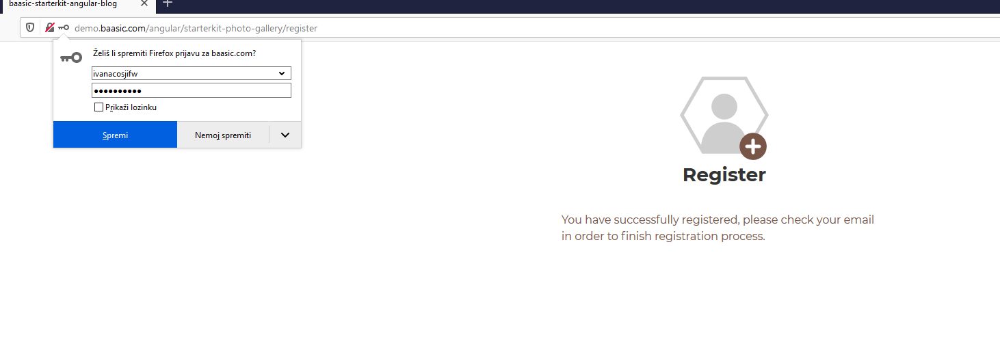 baasic-starterkit-angular-blog
demo.baasic.com/angular/starterkit-photo-gallery/register
Želiš li spremiti Firefox prijavu za baasic.com?
ivanacosjifw
●●●●●●●●●●
Prikaži lozinku
Spremi
Nemoj spremiti
Register
You have successfully registered, please check your email
in order to finish registration process.